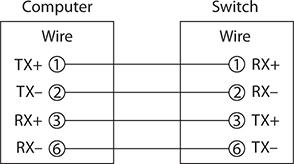 Computer Switch
Wire Wire
TX+ 1 1 RX+
TX– 2 2 RX–
RX+ 3 3 TX+
RX– 6 6 TX–